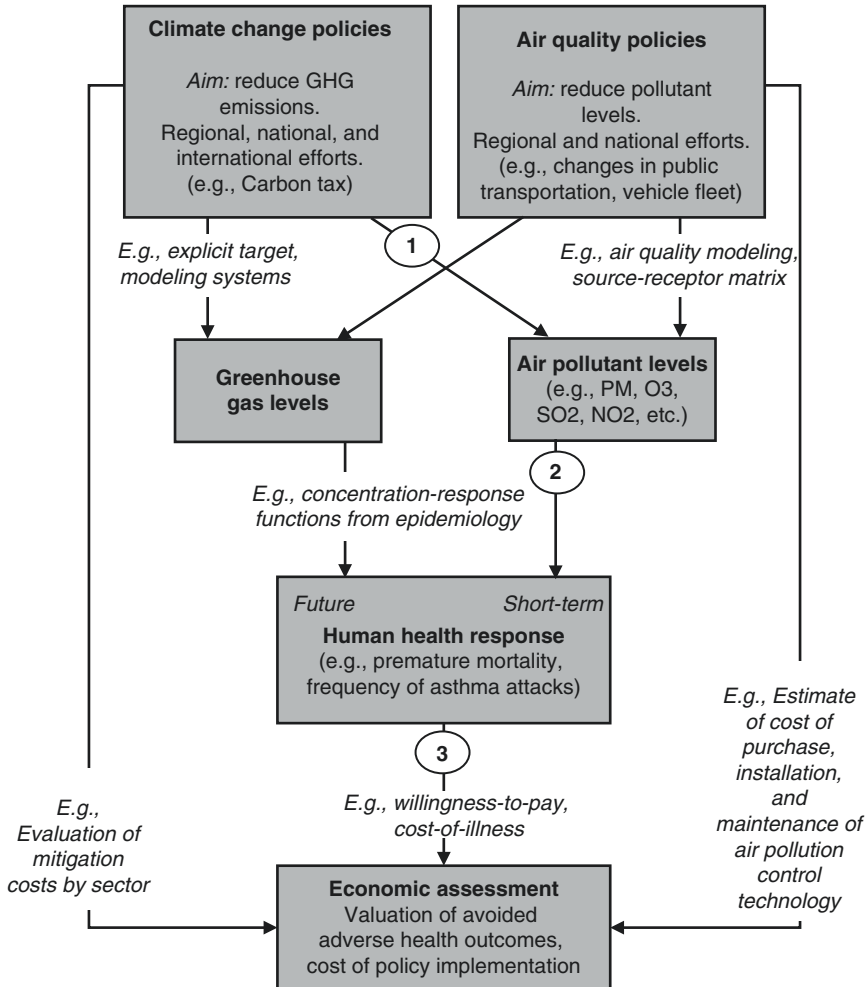 Climate change policies
Aim: reduce GHG
emissions.
Regional, national, and
international efforts.
(e.g., Carbon tax)
Air quality policies
Aim: reduce pollutant
levels.
Regional and national efforts.
(e.g., changes in public
transportation, vehicle fleet)
E.g., explicit target,
modeling systems
1
E.g., air quality modeling,
source-receptor matrix
Greenhouse
gas levels
Air pollutant levels
(e.g., PM, O3,
SO2, NO2, etc.)
2
E.g., concentration-response
functions from epidemiology
Future Short-term
Human health response
(e.g., premature mortality,
frequency of asthma attacks)
3
E.g., willingness-to-pay,
cost-of-illness
E.g.,
Evaluation of
mitigation
costs by sector
E.g., Estimate
of cost of
purchase,
installation,
and
maintenance of
air pollution
control
technology
Economic assessment
Valuation of avoided
adverse health outcomes,
cost of policy implementation